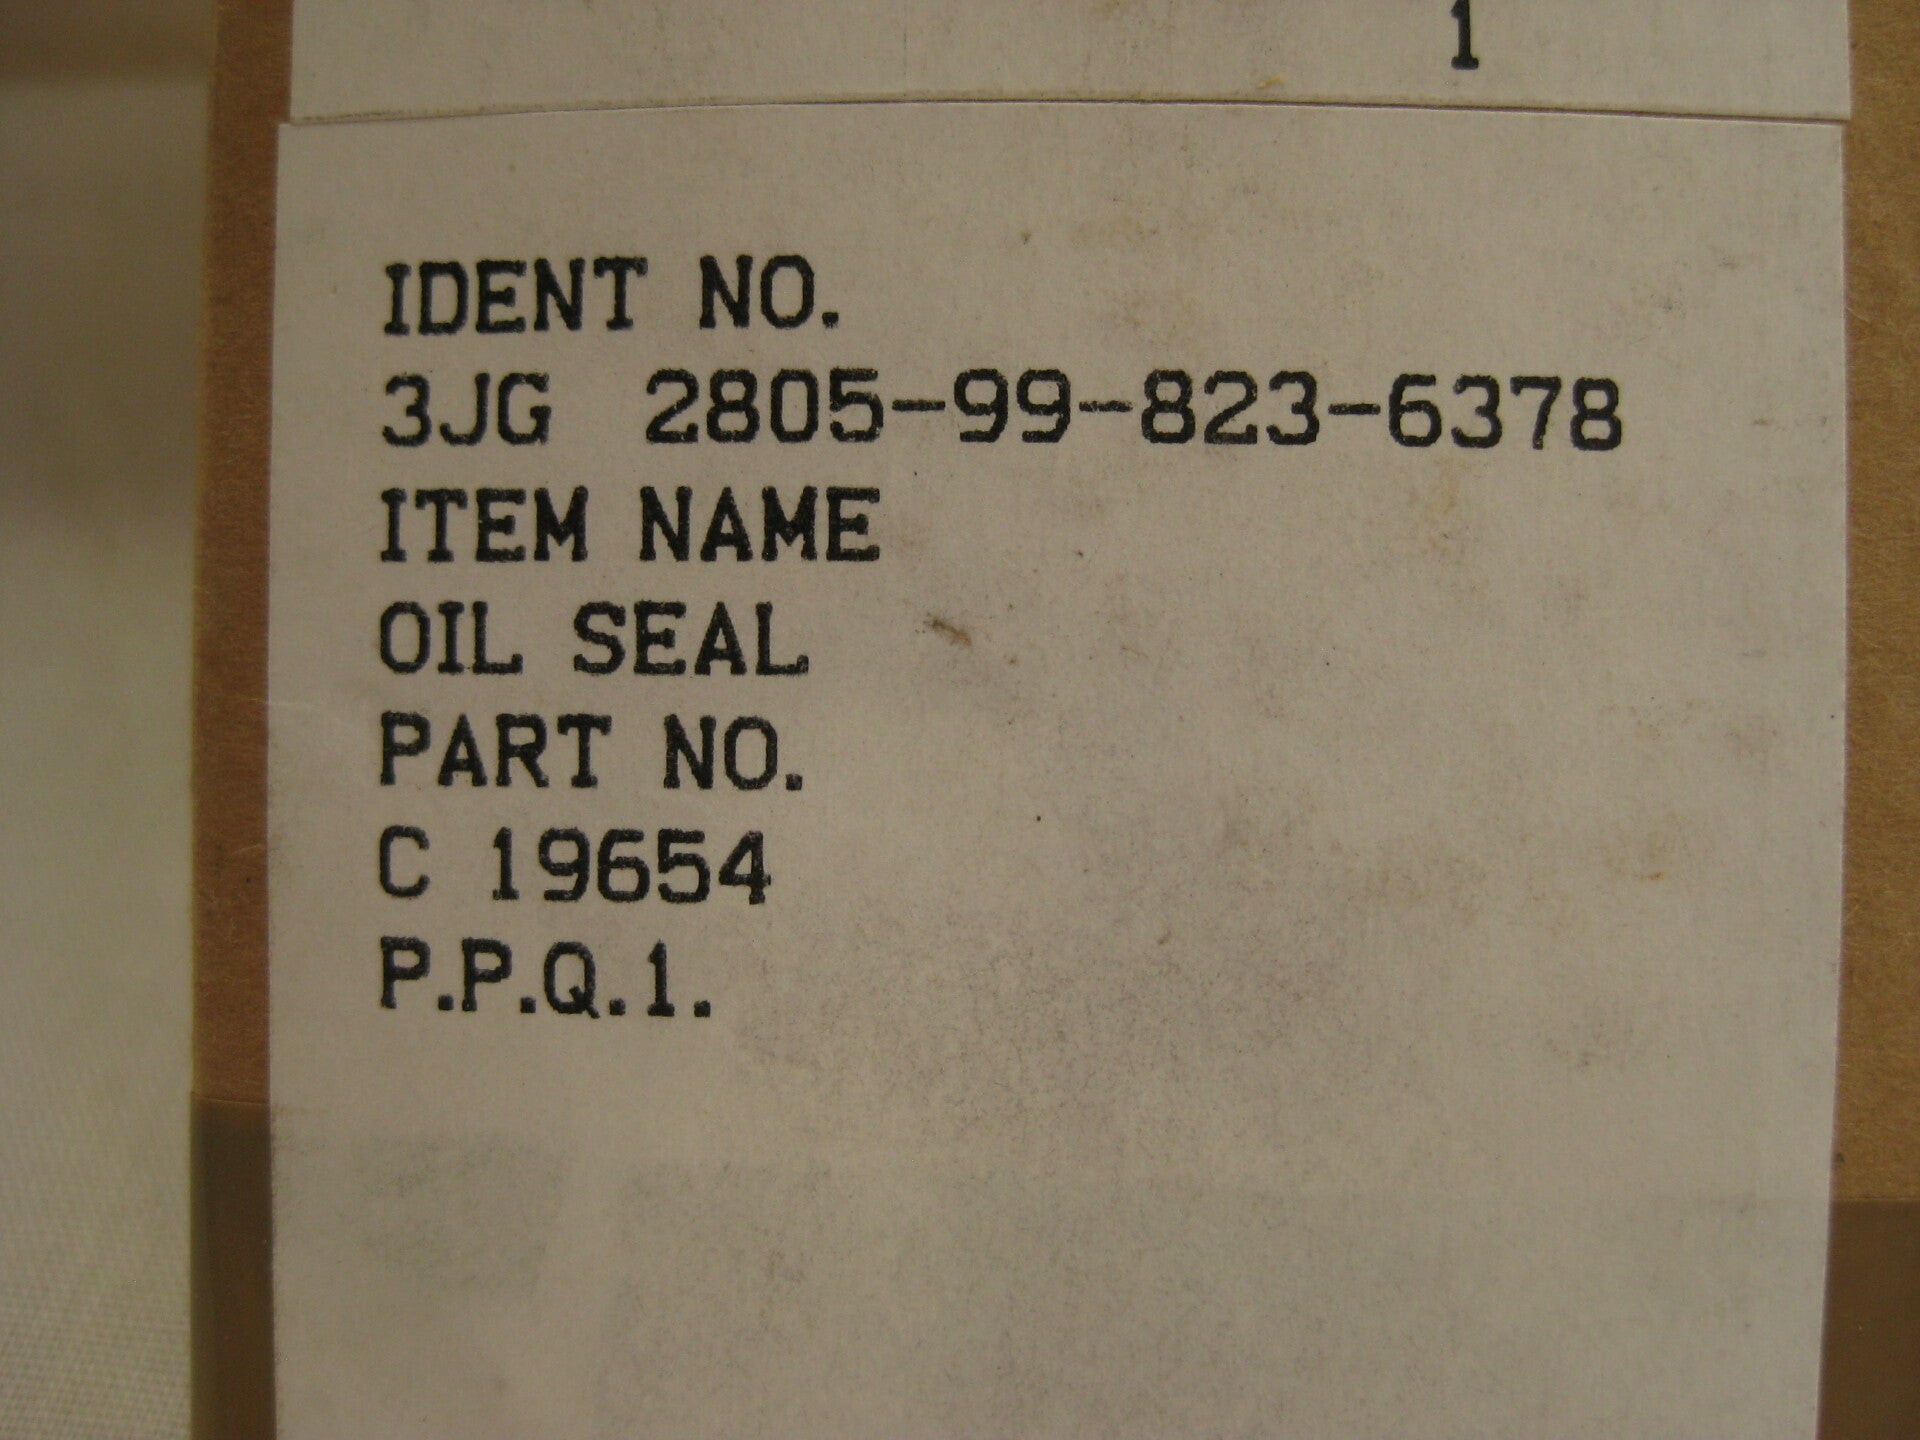 1
IDENT NO.
3JG 2805-99-823-6378
ITEM NAME
OIL SEAL
PART NO.
C 19654
P.P.Q.1.